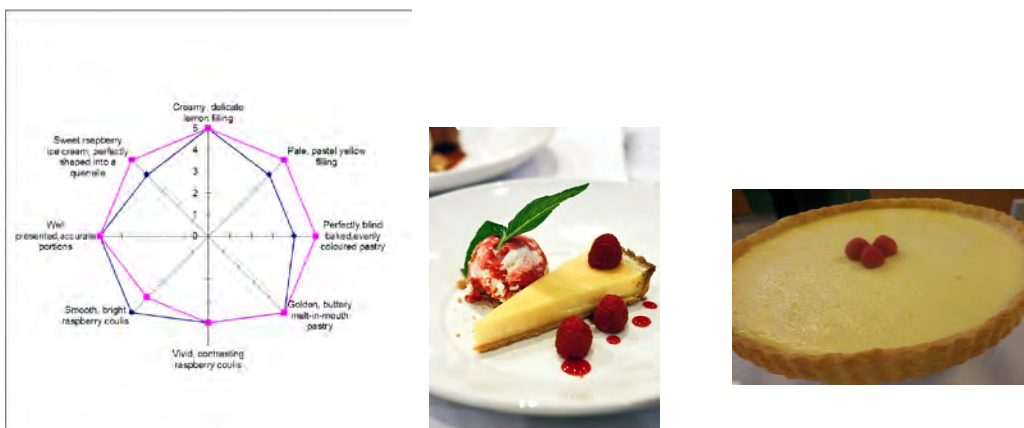 Creamy, delicate
lemon filling
Pale, pastel yellow
filling
Perfectly blind
baked,evenly
coloured pastry
Golden, buttery
melt-in-mouth
pastry
Vivid, contrasting
raspberry coulis
Smooth, bright
raspberry coulis
Well
presented,accurate
portions
Sweet raspberry
ice cream, perfectly
shaped into a
quenelle
5
4
3
2
1
0